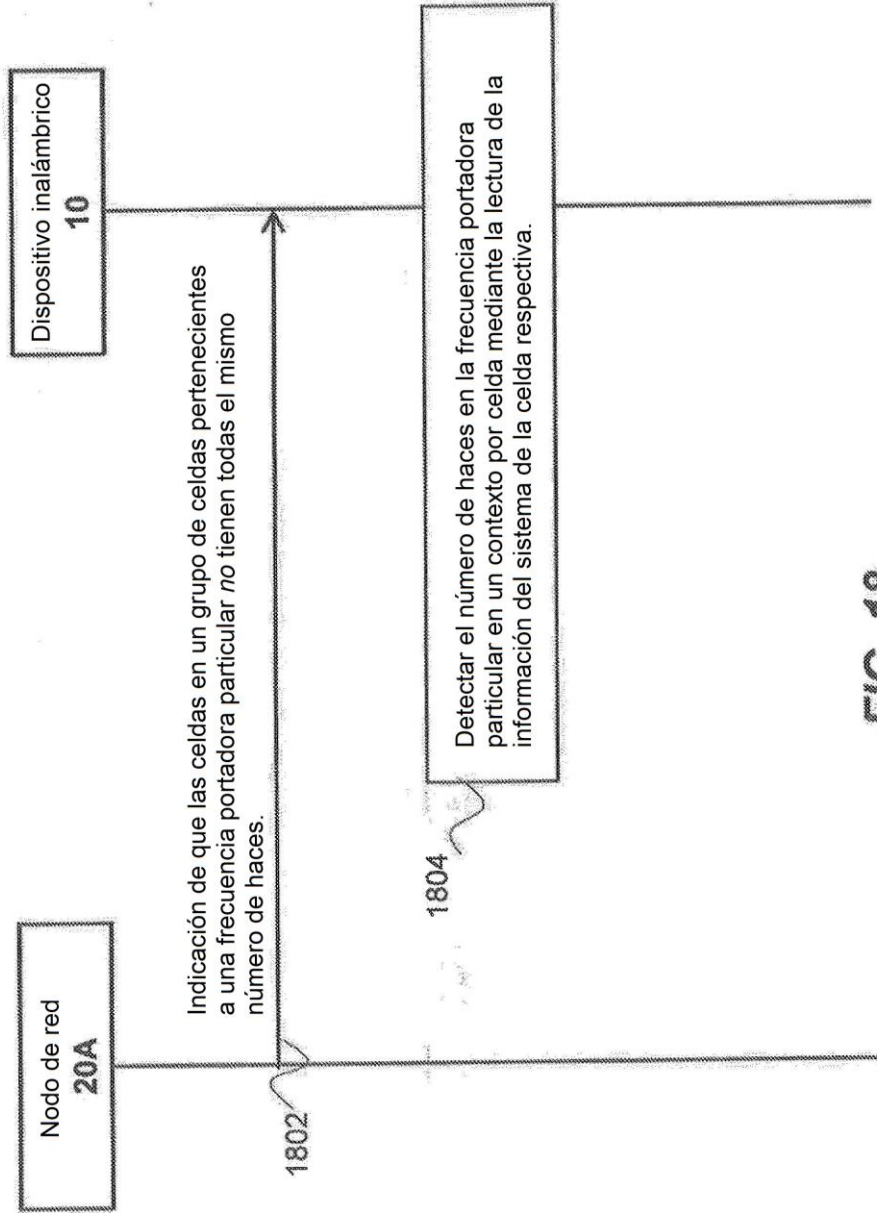 Nodo de red
20A
Dispositivo inalámbrico
10
Indicación de que las celdas en un grupo de celdas pertenecientes
a una frecuencia portadora particular no tienen todas el mismo
número de haces.
1802
1804
Detectar el número de haces en la frecuencia portadora
particular en un contexto por celda mediante la lectura de la
información del sistema de la celda respectiva.
FIG. 18